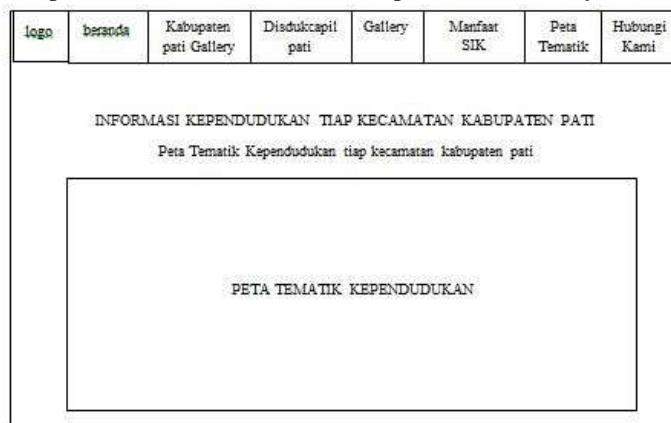 logo
beranda
Kabupaten
pati Gallery
Disdukcapil
pati
Gallery
Manfaat
SIK
Peta
Tematik
Hubungi
Kami
INFORMASI KEPENDUDUKAN TIAP KECAMATAN KABUPATEN PATI
Peta Tematik Kependudukan tiap kecamatan kabupaten pati
PETA TEMATIK KEPENDUDUKAN